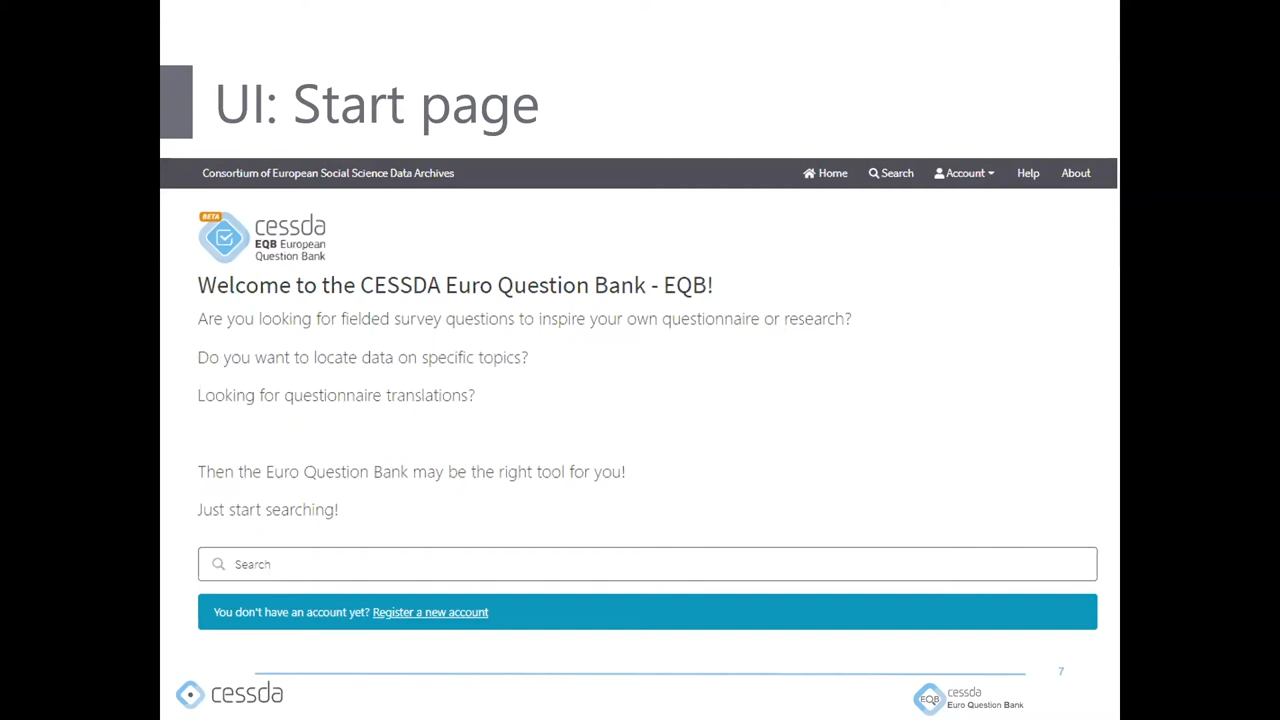 UI: Start page
Consortium of European Social Science Data Archives
Home Search Account Help About
BETA
cessda
EQB European
Question Bank
Welcome to the CESSDA Euro Question Bank - EQB!
Are you looking for fielded survey questions to inspire your own questionnaire or research?
Do you want to locate data on specific topics?
Looking for questionnaire translations?
Then the Euro Question Bank may be the right tool for you!
Just start searching!
Search
You don't have an account yet? Register a new account
7
cessda
EQB
cessda
Euro Question Bank